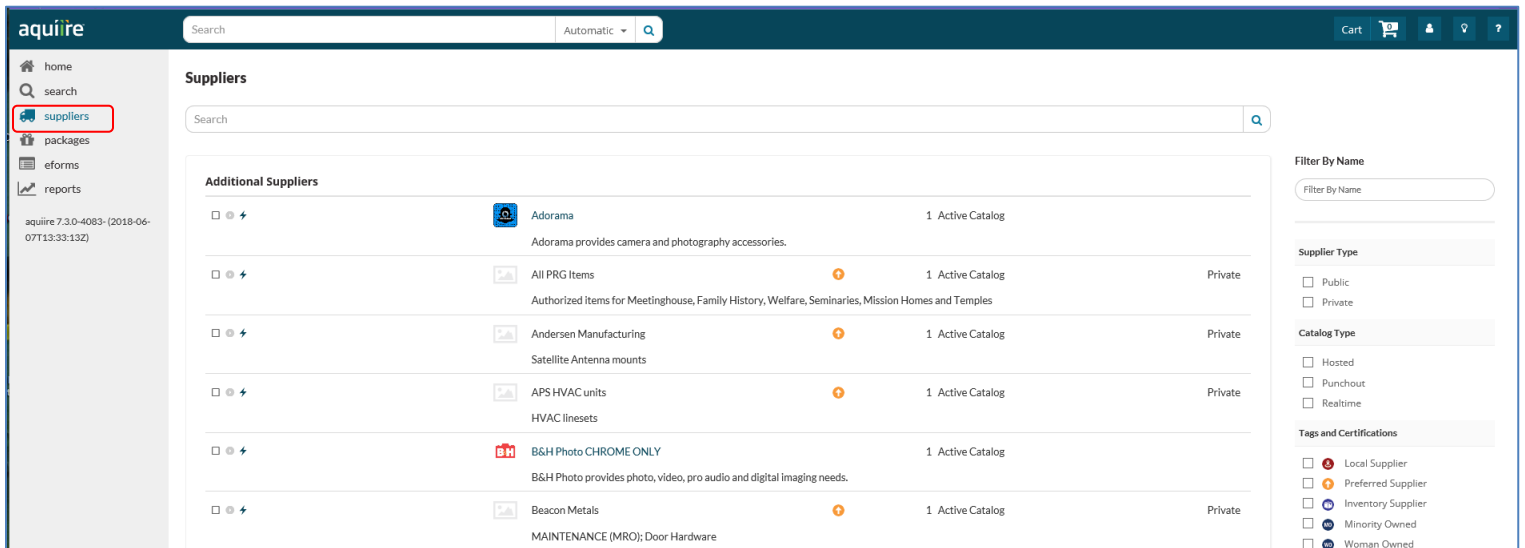 aquiire
Search
Automatic
Cart
0
?
home
search
suppliers
packages
eforms
reports
aquiire 7.3.0-4083- (2018-06-
07T13:33:13Z)
Suppliers
Search
Additional Suppliers
Adorama 1 Active Catalog
Adorama provides camera and photography accessories.
All PRG Items 1 Active Catalog Private
Authorized items for Meetinghouse, Family History, Welfare, Seminaries, Mission Homes and Temples
Andersen Manufacturing 1 Active Catalog Private
Satellite Antenna mounts
APS HVAC units 1 Active Catalog Private
HVAC linesets
BH B&H Photo CHROME ONLY 1 Active Catalog
B&H Photo provides photo, video, pro audio and digital imaging needs.
Beacon Metals 1 Active Catalog Private
MAINTENANCE (MRO); Door Hardware
Filter By Name
Filter By Name
Supplier Type
Public
Private
Catalog Type
Hosted
Punchout
Realtime
Tags and Certifications
Local Supplier
Preferred Supplier
Inventory Supplier
MO Minority Owned
WO Woman Owned